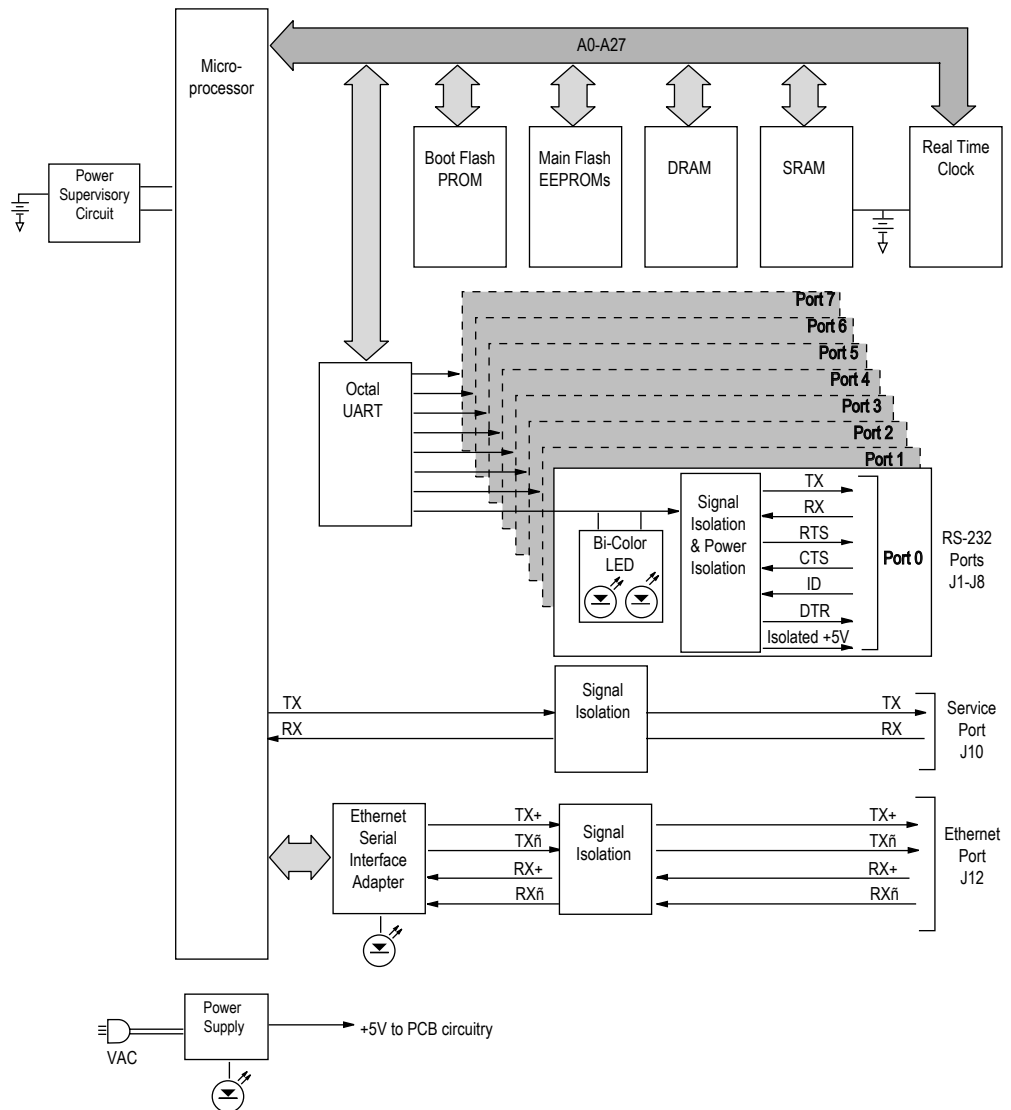 A0-A27
Micro-
processor
Boot Flash
PROM
Main Flash
EEPROMs
DRAM
SRAM
Real Time
Clock
Power
Supervisory
Circuit
Port 7
Port 6
Port 5
Port 4
Port 3
Port 2
Port 1
Octal
UART
Bi-Color
LED
Signal
Isolation
& Power
Isolation
TX
RX
RTS
CTS
ID
DTR
Isolated +5V
Port 0
RS-232
Ports
J1-J8
TX
RX
Signal
Isolation
TX
RX
Service
Port
J10
Ethernet
Serial
Interface
Adapter
TX+
TXñ
RX+
RXñ
Signal
Isolation
TX+
TXñ
RX+
RXñ
Ethernet
Port
J12
VAC
Power
Supply
+5V to PCB circuitry